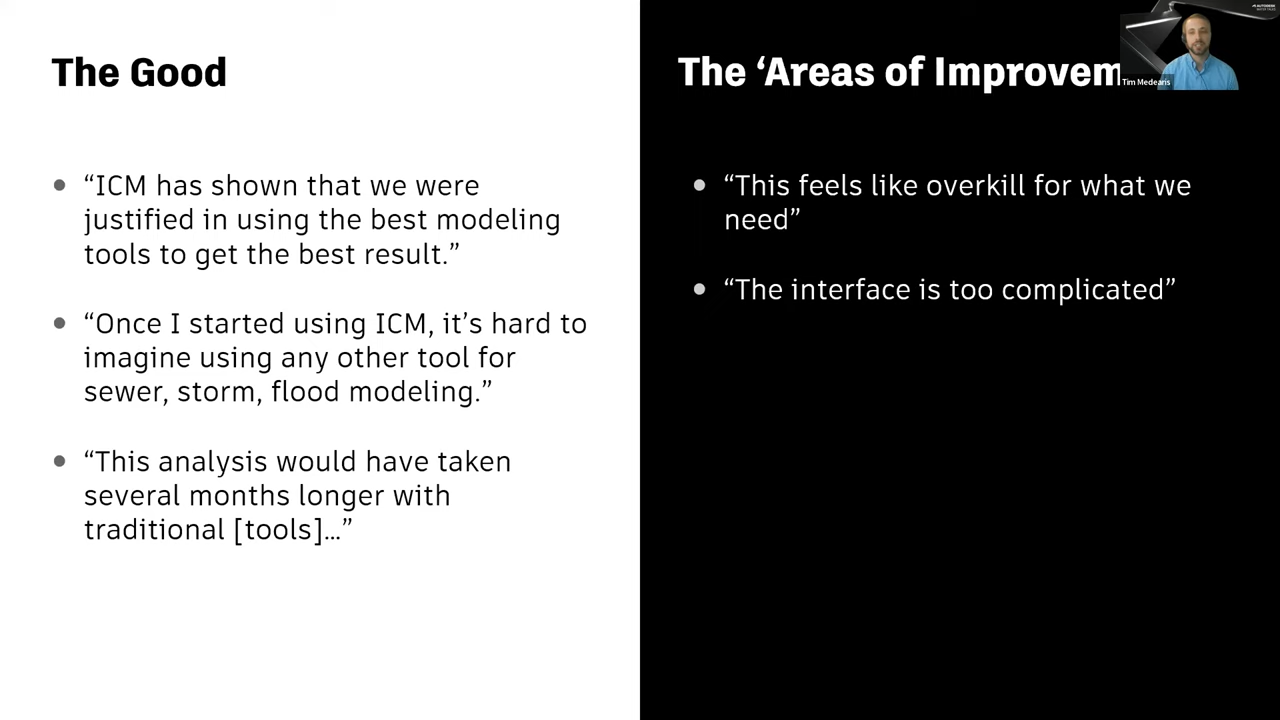 The Good
“ICM has shown that we were
justified in using the best modeling
tools to get the best result.”
“Once I started using ICM, it’s hard to
imagine using any other tool for
sewer, storm, flood modeling.”
“This analysis would have taken
several months longer with
traditional [tools]…”
The ‘Areas of Improvem
“This feels like overkill for what we
need”
“The interface is too complicated”
AUTODESK
Tim Medearis